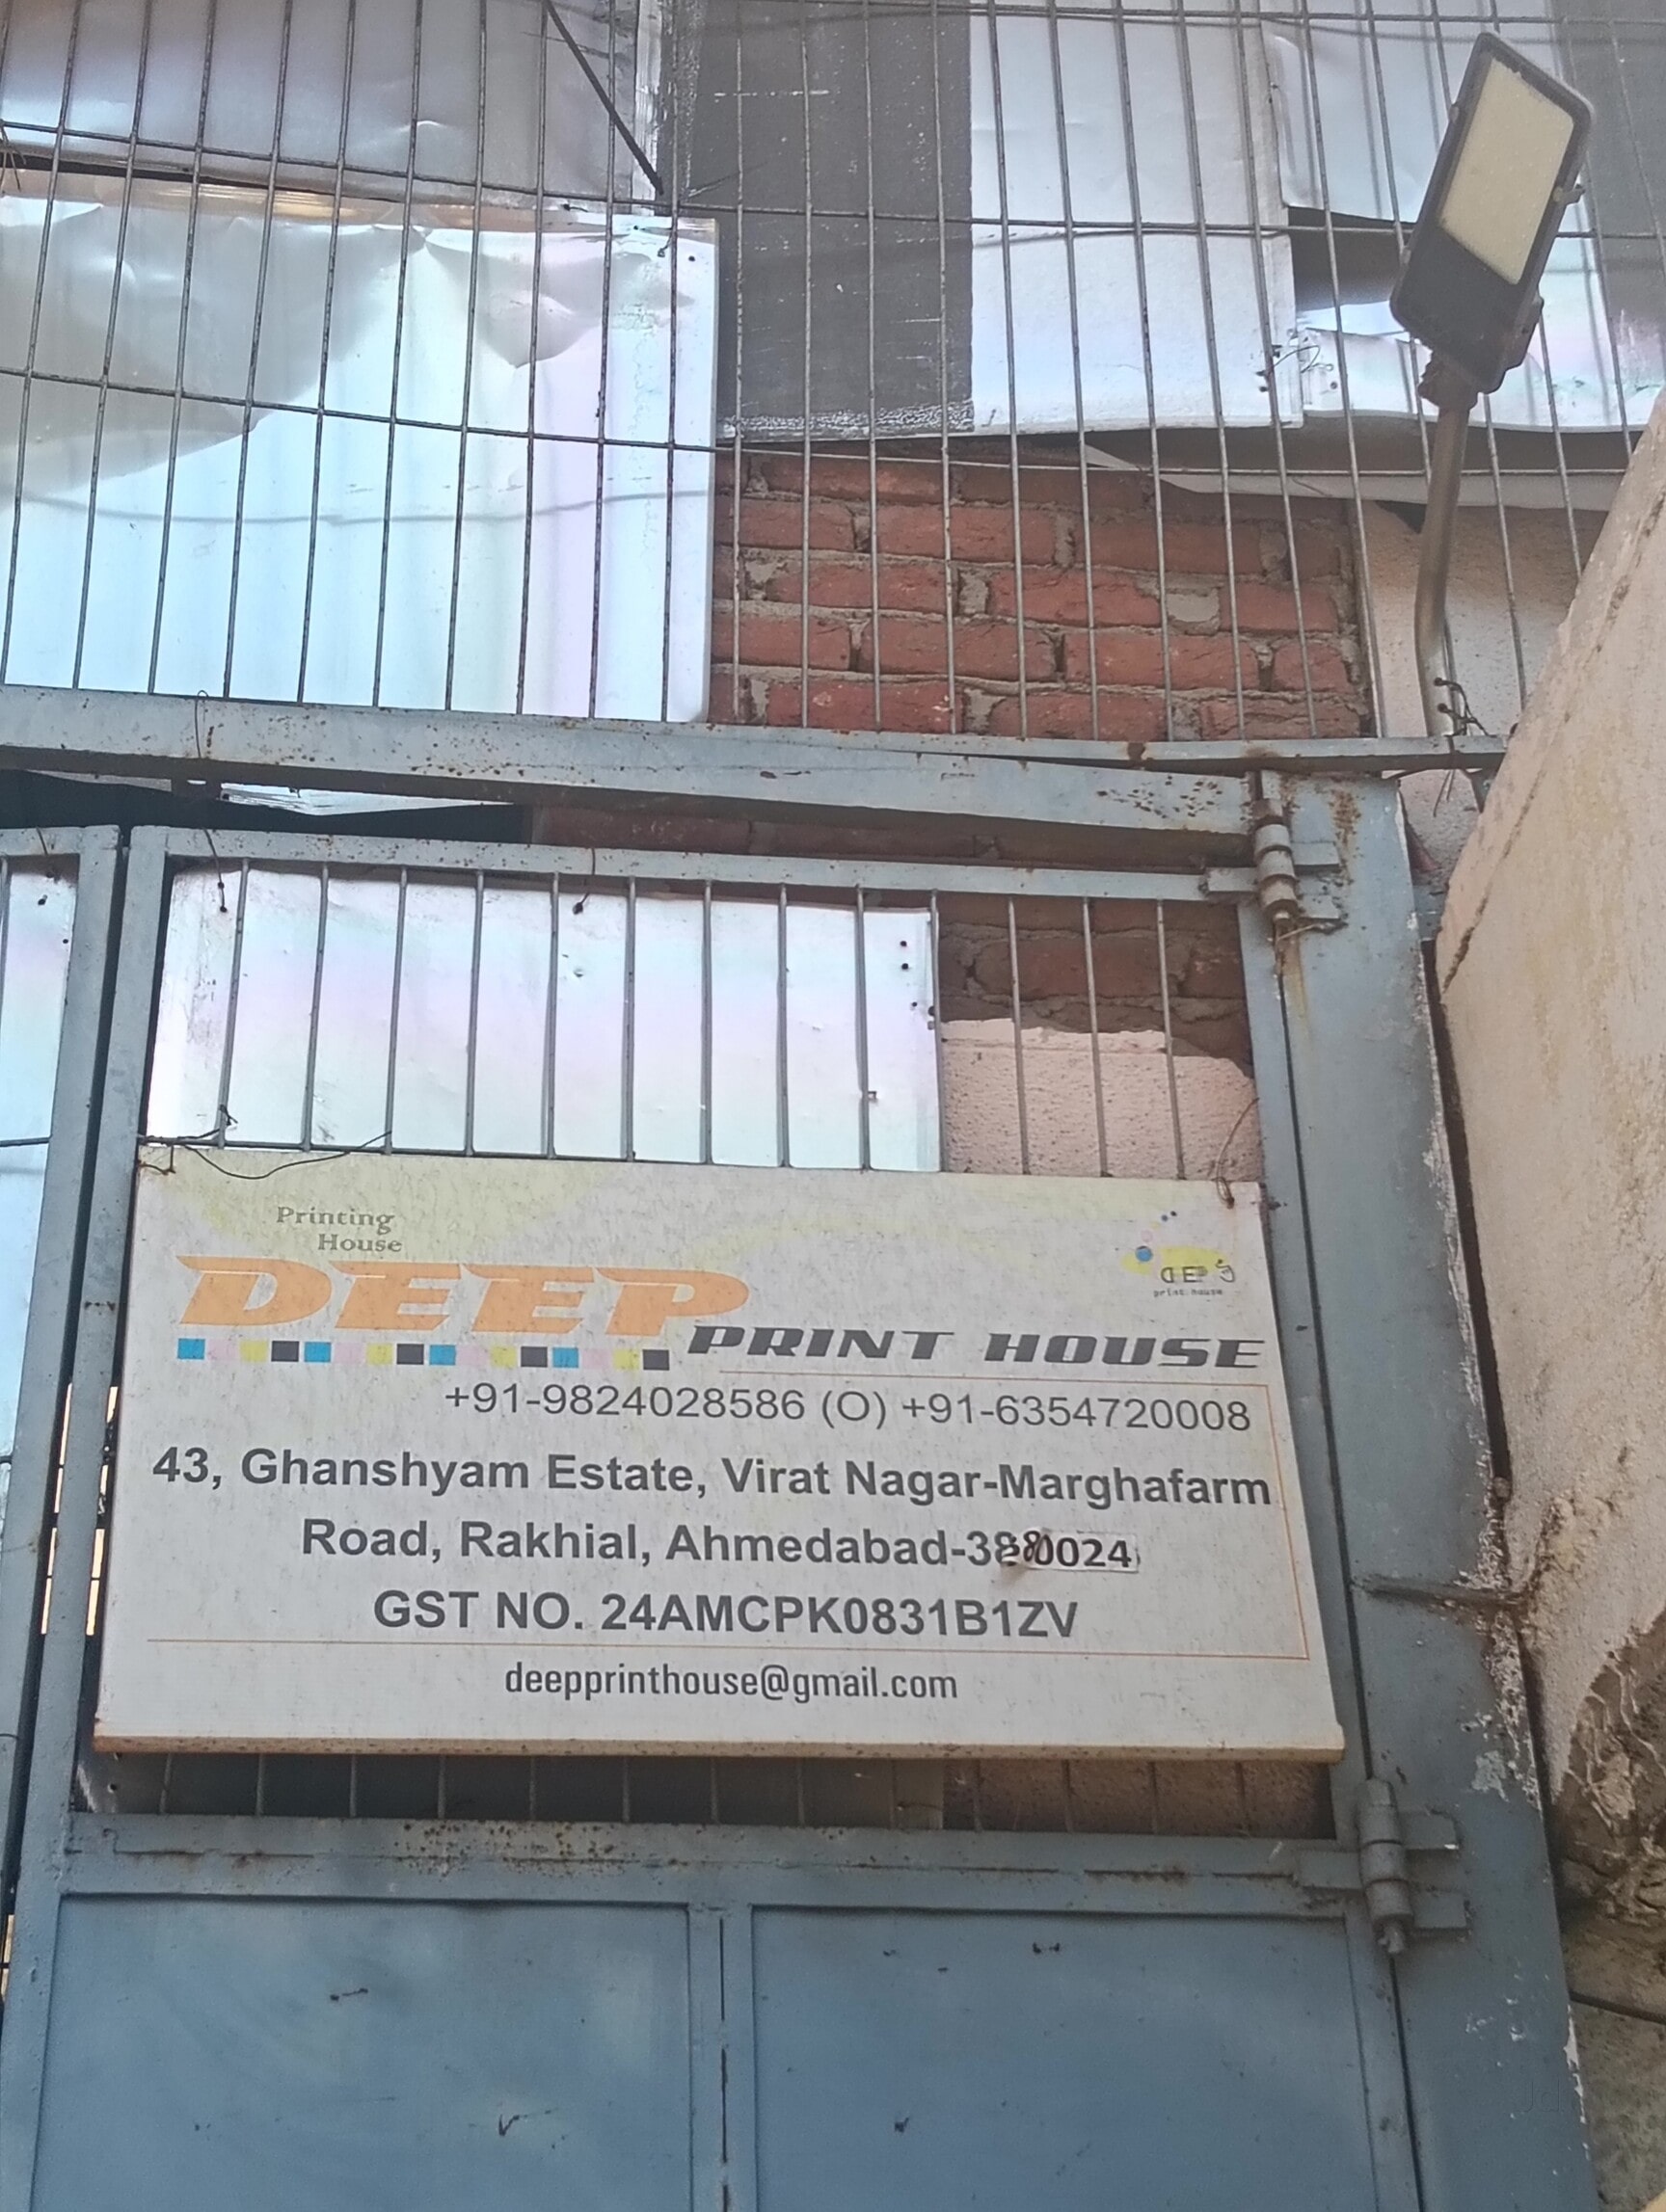 Printing
House
DEEP
PRINT HOUSE
print house
+91-9824028586 (O) +91-6354720008
43, Ghanshyam Estate, Virat Nagar-Marghafarm
Road, Rakhial, Ahmedabad-380024
GST NO. 24AMCPK0831B1ZV
deepprinthouse@gmail.com